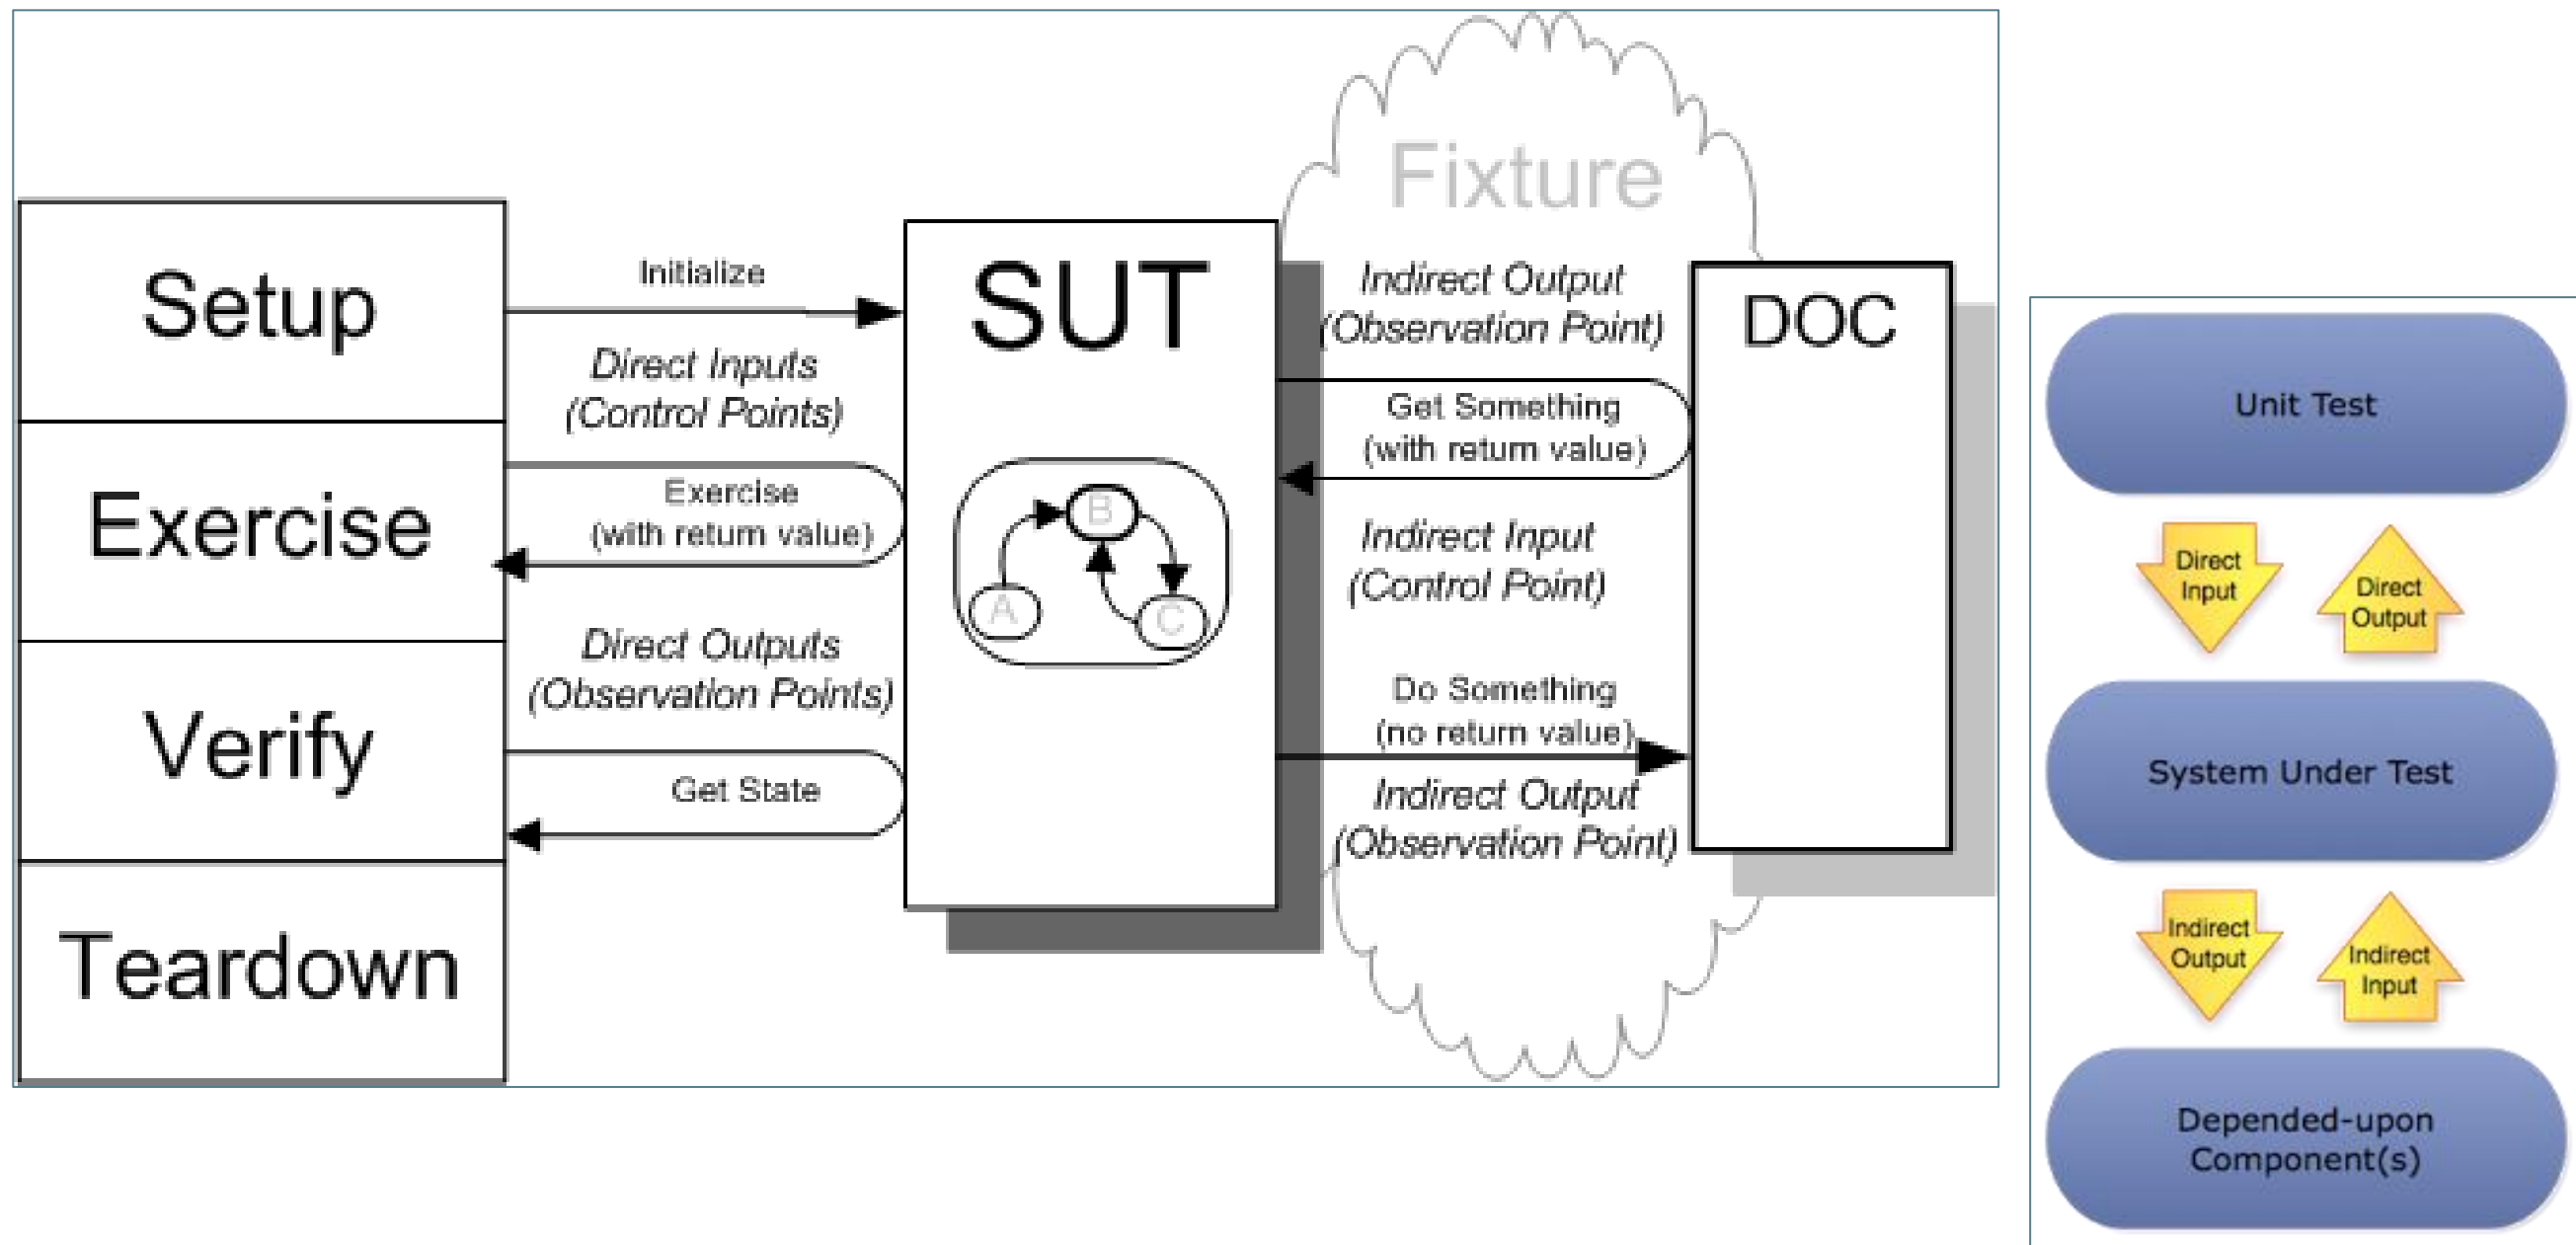 Setup
Exercise
Verify
Teardown
Initialize
Direct Inputs
(Control Points)
Exercise
(with return value)
Direct Outputs
(Observation Points)
Get State
SUT
B
A
C
Fixture
Indirect Output
(Observation Point)
Get Something
(with return value)
Indirect Input
(Control Point)
Do Something
(no return value)
Indirect Output
(Observation Point)
DOC
Unit Test
Direct
Input
Direct
Output
System Under Test
Indirect
Output
Indirect
Input
Depended-upon
Component(s)